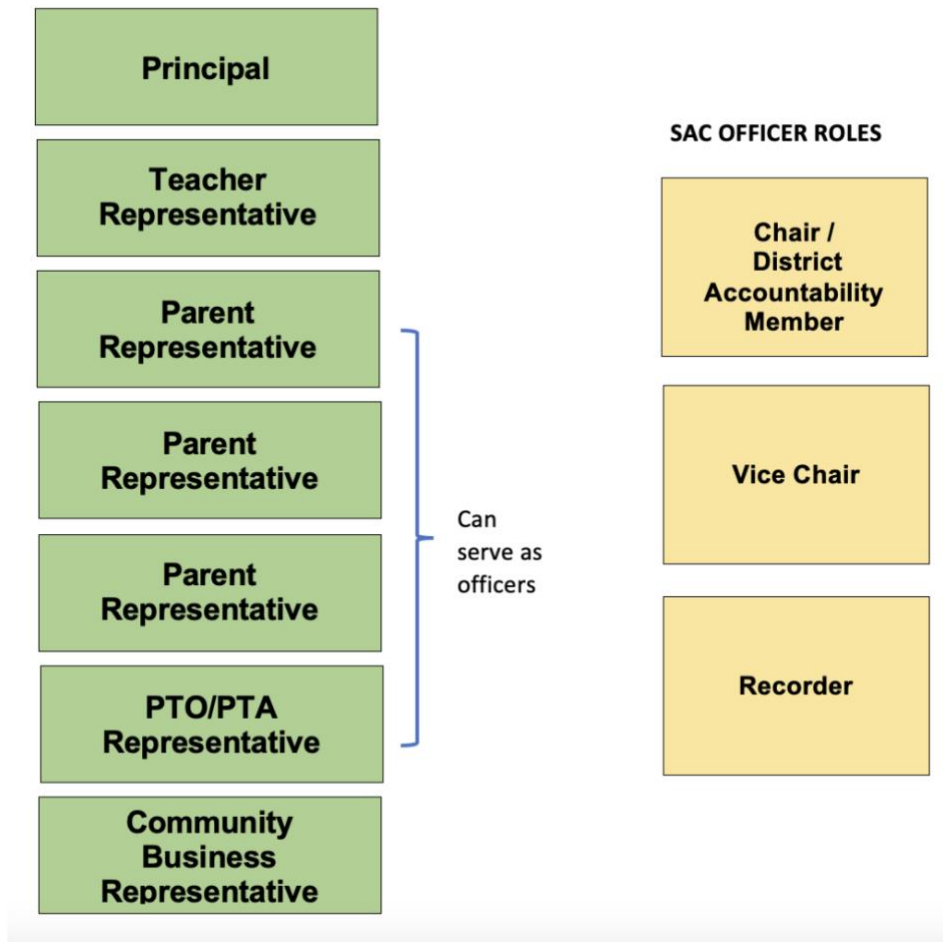 Principal
Teacher
Representative
Parent
Representative
Parent
Representative
Parent
Representative
PTO/PTA
Representative
Community
Business
Representative
Can
serve as
officers
SAC OFFICER ROLES
Chair /
District
Accountability
Member
Vice Chair
Recorder